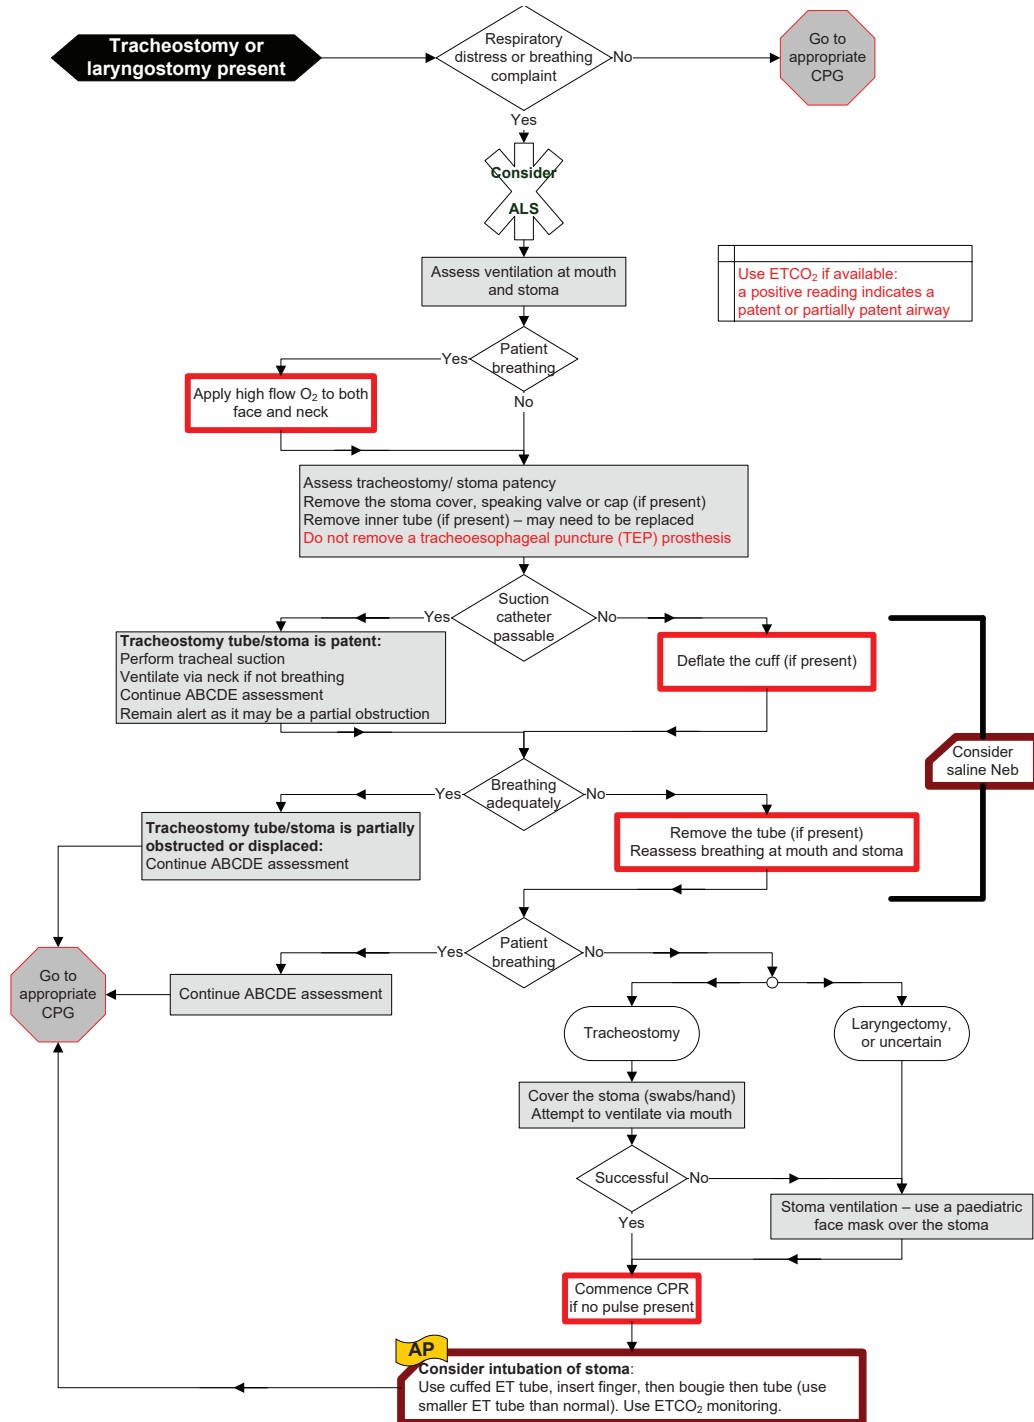 Tracheostomy or
laryngostomy present
Respiratory
distress or breathing
complaint
No
Go to
appropriate
CPG
Yes
Consider
ALS
Assess ventilation at mouth
and stoma
Use ETCO₂ if available:
a positive reading indicates a
patent or partially patent airway
Patient
breathing
Yes
Apply high flow O₂ to both
face and neck
No
Assess tracheostomy/ stoma patency
Remove the stoma cover, speaking valve or cap (if present)
Remove inner tube (if present) – may need to be replaced
Do not remove a tracheoesophageal puncture (TEP) prosthesis
Suction
catheter
passable
Yes
No
Tracheostomy tube/stoma is patent:
Perform tracheal suction
Ventilate via neck if not breathing
Continue ABCDE assessment
Remain alert as it may be a partial obstruction
Deflate the cuff (if present)
Consider
saline Neb
Breathing
adequately
Yes
No
Tracheostomy tube/stoma is partially
obstructed or displaced:
Continue ABCDE assessment
Remove the tube (if present)
Reassess breathing at mouth and stoma
Patient
breathing
Yes
No
Go to
appropriate
CPG
Continue ABCDE assessment
Tracheostomy
Laryngectomy,
or uncertain
Cover the stoma (swabs/hand)
Attempt to ventilate via mouth
Successful
No
Yes
Stoma ventilation – use a paediatric
face mask over the stoma
Commence CPR
if no pulse present
AP
Consider intubation of stoma:
Use cuffed ET tube, insert finger, then bougie then tube (use
smaller ET tube than normal). Use ETCO₂ monitoring.